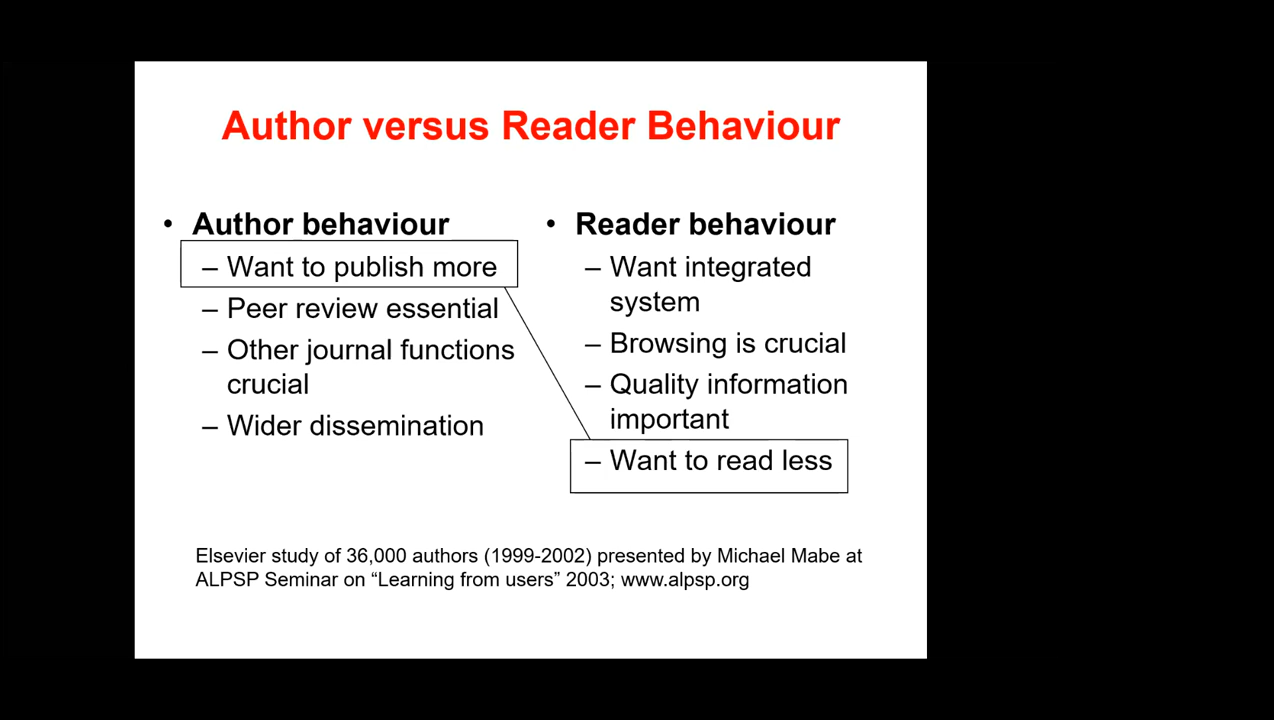 Author versus Reader Behaviour
• Author behaviour
– Want to publish more
– Peer review essential
– Other journal functions
crucial
– Wider dissemination
• Reader behaviour
– Want integrated
system
– Browsing is crucial
– Quality information
important
– Want to read less
Elsevier study of 36,000 authors (1999-2002) presented by Michael Mabe at
ALPSP Seminar on “Learning from users” 2003; www.alpsp.org